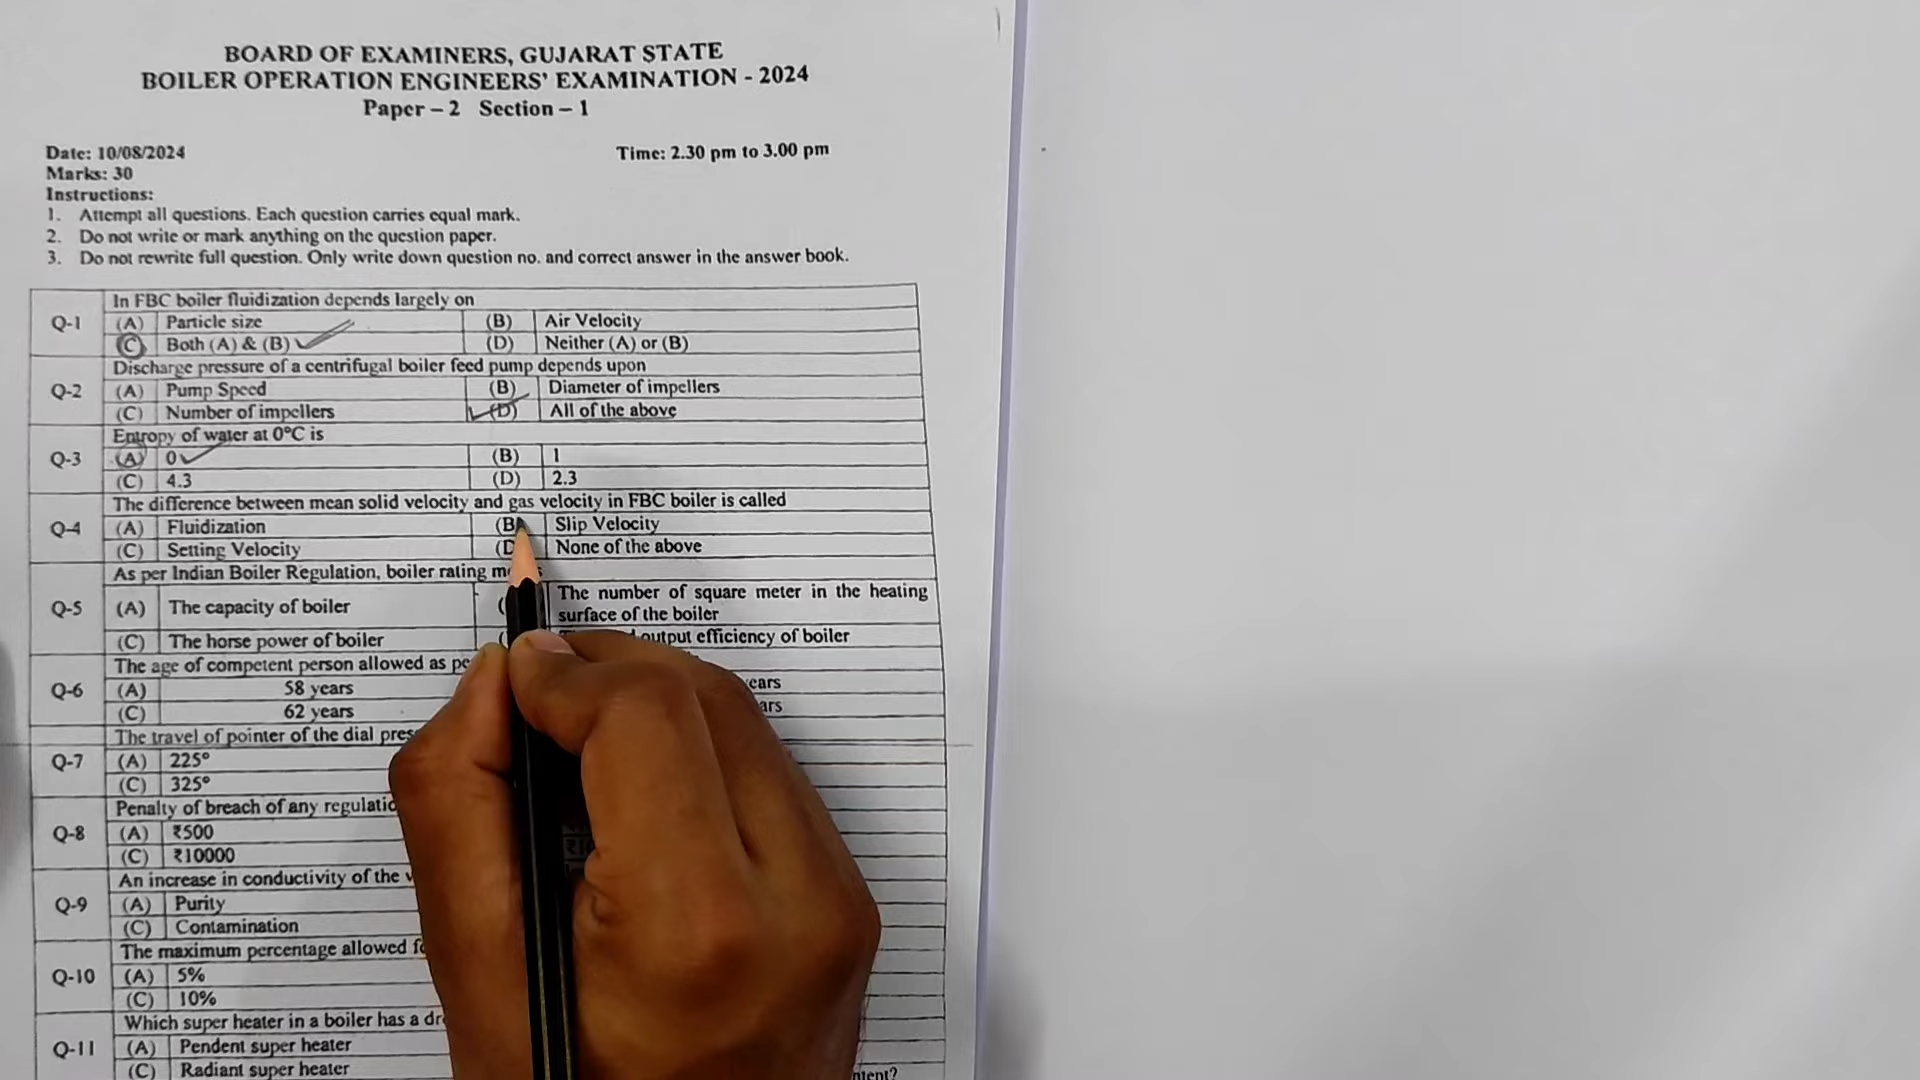 BOARD OF EXAMINERS, GUJARAT STATE
BOILER OPERATION ENGINEERS' EXAMINATION - 2024
Paper – 2 Section – 1
Date: 10/08/2024 Time: 2.30 pm to 3.00 pm
Marks: 30
Instructions:
1. Attempt all questions. Each question carries equal mark.
2. Do not write or mark anything on the question paper.
3. Do not rewrite full question. Only write down question no. and correct answer in the answer book.
In FBC boiler fluidization depends largely on
Q-1 (A) Particle size (B) Air Velocity
(C) Both (A) & (B) (D) Neither (A) or (B)
Discharge pressure of a centrifugal boiler feed pump depends upon
Q-2 (A) Pump Speed (B) Diameter of impellers
(C) Number of impellers (D) All of the above
Entropy of water at 0°C is
Q-3 (A) 0 (B) 1
(C) 4.3 (D) 2.3
The difference between mean solid velocity and gas velocity in FBC boiler is called
Q-4 (A) Fluidization (B) Slip Velocity
(C) Setting Velocity (D None of the above
As per Indian Boiler Regulation, boiler rating
The number of square meter in the heating
Q-5 (A) The capacity of boiler
surface of the boiler
(C) The horse power of boiler output efficiency of boiler
The age of competent person allowed as
Q-6 (A) 58 years
(C) 62 years
The travel of pointer of the dial
Q-7 (A) 225°
(C) 325°
Penalty of breach of any
Q-8 (A) ₹500
(C) ₹10000
An increase in conductivity of the
Q-9 (A) Purity
(C) Contamination
The maximum percentage allowed
Q-10 (A) 5%
(C) 10%
Which super heater in a boiler has a
Q-11 (A) Pendent super heater
(C) Radiant super heater